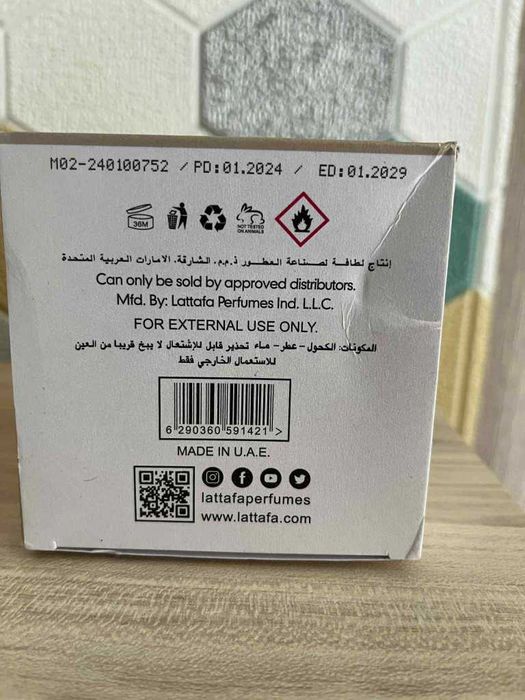 M02-240100752 / PD:01.2024 / ED:01.2029
36M
NOT TESTED
ON ANIMALS
إنتاج لطافة لصناعة العطور ذ.م.م. الشارقة. الامارات العربية المتحدة
Can only be sold by approved distributors.
Mfd. By: Lattafa Perfumes Ind. L.L.C.
FOR EXTERNAL USE ONLY.
المكونات: الكحول - عطر - ماء تحذير قابل للإشتعال لا يبخ قريبا من العين
للاستعمال الخارجي فقط
6 290360 591421 >
MADE IN U.A.E.
lattafaperfumes
www.lattafa.com